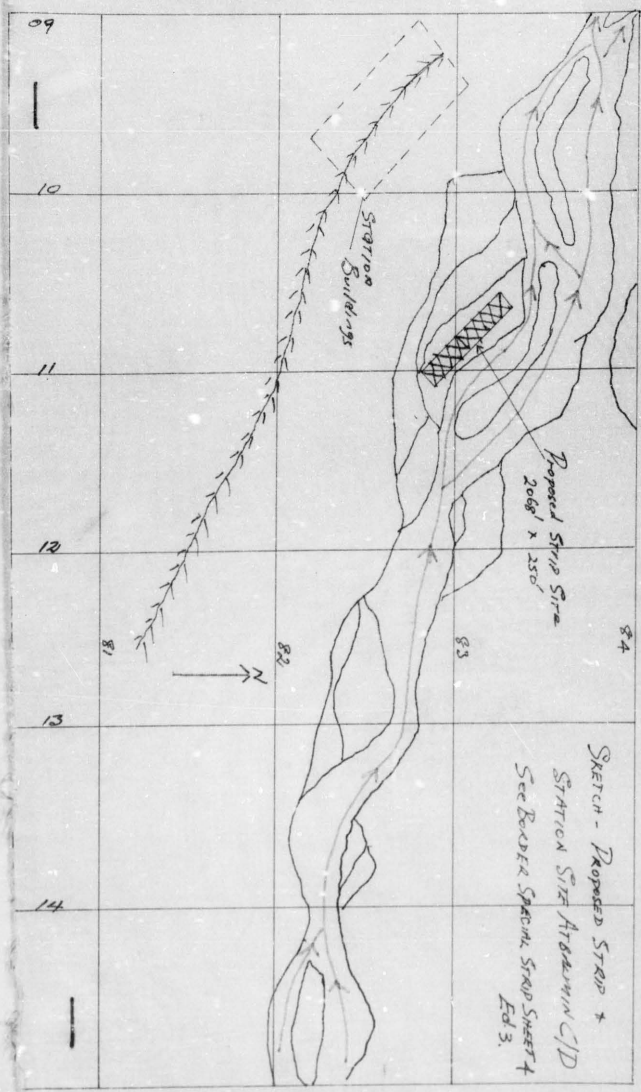 SKETCH - PROPOSED STRIP &
STATION SITE ATBALMIN C/D
SEE BORDER SPECIAL STRIP SHEET 4
Ed 3.
Proposed STRIP SITE
2068' x 250'
STATION
Buildings
N
84
83
82
81
09
10
11
12
13
14